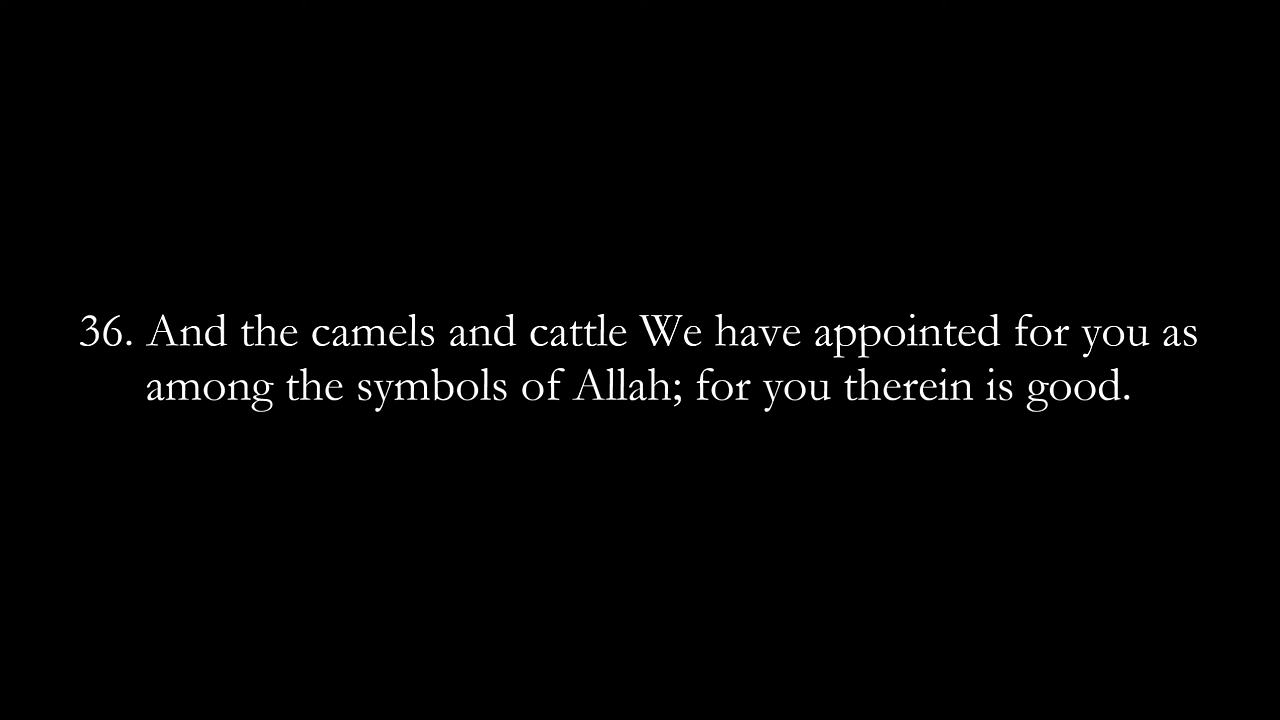 36. And the camels and cattle We have appointed for you as
among the symbols of Allah; for you therein is good.